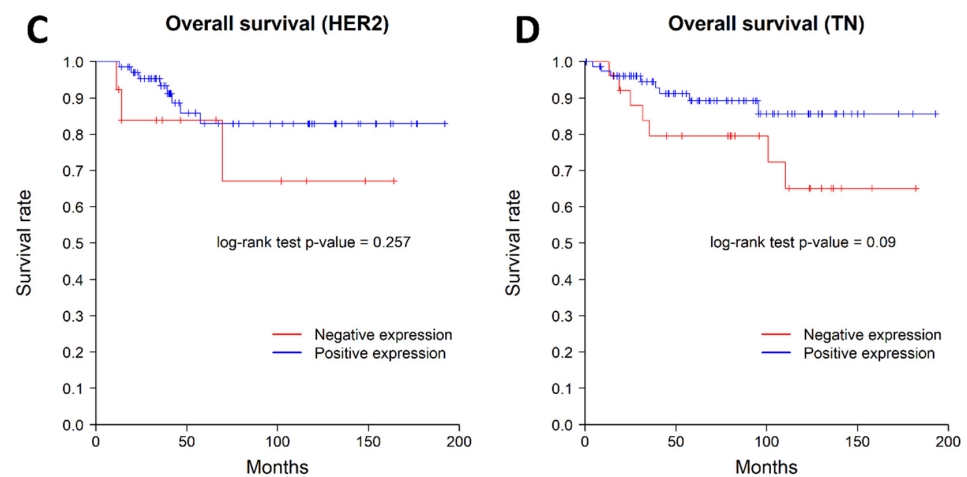 C
Overall survival (HER2)
Survival rate
1.0
0.9
0.8
0.7
0.6
0.5
0.4
0.3
0.2
0.1
0.0
log-rank test p-value = 0.257
Negative expression
Positive expression
0 50 100 150 200
Months
D
Overall survival (TN)
Survival rate
1.0
0.9
0.8
0.7
0.6
0.5
0.4
0.3
0.2
0.1
0.0
log-rank test p-value = 0.09
Negative expression
Positive expression
0 50 100 150 200
Months